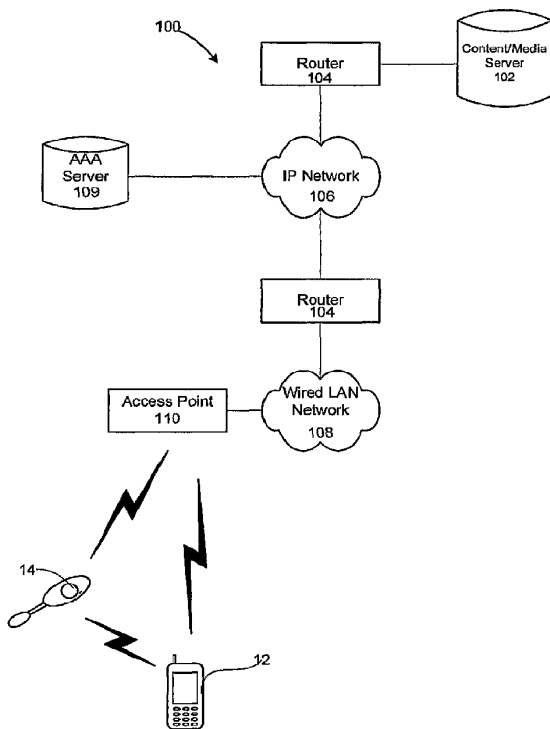 100
Router
104
Content/Media
Server
102
AAA
Server
109
IP Network
106
Router
104
Access Point
110
Wired LAN
Network
108
14
12